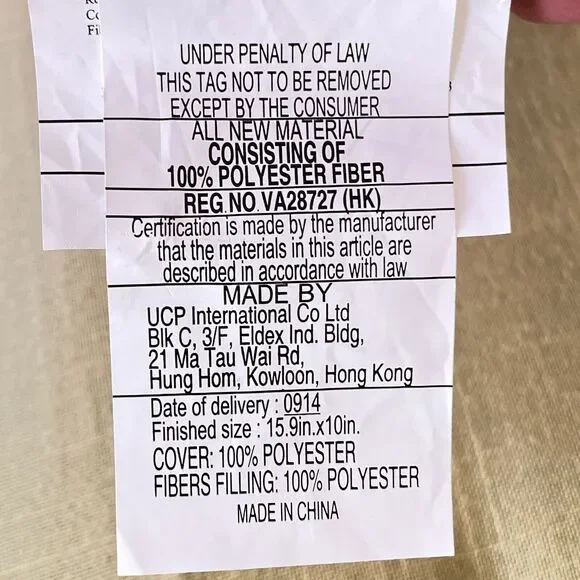 UNDER PENALTY OF LAW
THIS TAG NOT TO BE REMOVED
EXCEPT BY THE CONSUMER
ALL NEW MATERIAL
CONSISTING OF
100% POLYESTER FIBER
REG.NO.VA28727 (HK)
Certification is made by the manufacturer
that the materials in this article are
described in accordance with law
MADE BY
UCP International Co Ltd
Blk C, 3/F, Eldex Ind. Bldg,
21 Ma Tau Wai Rd,
Hung Hom, Kowloon, Hong Kong
Date of delivery : 0914
Finished size : 15.9in.x10in.
COVER: 100% POLYESTER
FIBERS FILLING: 100% POLYESTER
MADE IN CHINA